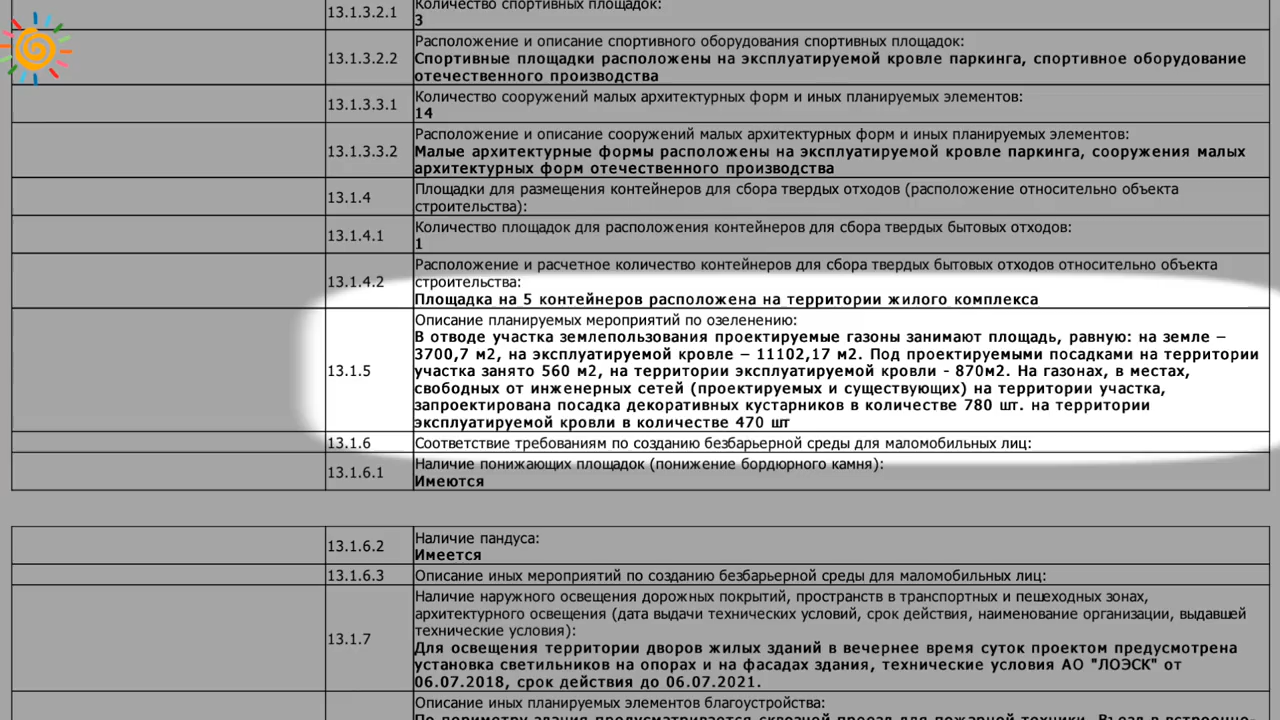 13.1.3.2.1
Количество спортивных площадок:
3
13.1.3.2.2
Расположение и описание спортивного оборудования спортивных площадок:
Спортивные площадки расположены на эксплуатируемой кровле паркинга, спортивное оборудование
отечественного производства
13.1.3.3.1
Количество сооружений малых архитектурных форм и иных планируемых элементов:
14
13.1.3.3.2
Расположение и описание сооружений малых архитектурных форм и иных планируемых элементов:
Малые архитектурные формы расположены на эксплуатируемой кровле паркинга, сооружения малых
архитектурных форм отечественного производства
13.1.4
Площадки для размещения контейнеров для сбора твердых отходов (расположение относительно объекта
строительства):
13.1.4.1
Количество площадок для расположения контейнеров для сбора твердых бытовых отходов:
1
13.1.4.2
Расположение и расчетное количество контейнеров для сбора твердых бытовых отходов относительно объекта
строительства:
Площадка на 5 контейнеров расположена на территории жилого комплекса
13.1.5
Описание планируемых мероприятий по озеленению:
В отводе участка землепользования проектируемые газоны занимают площадь, равную: на земле –
3700,7 м2, на эксплуатируемой кровле – 11102,17 м2. Под проектируемыми посадками на территории
участка занято 560 м2, на территории эксплуатируемой кровли - 870м2. На газонах, в местах,
свободных от инженерных сетей (проектируемых и существующих) на территории участка,
запроектирована посадка декоративных кустарников в количестве 780 шт. на территории
эксплуатируемой кровли в количестве 470 шт
13.1.6
Соответствие требованиям по созданию безбарьерной среды для маломобильных лиц:
13.1.6.1
Наличие понижающих площадок (понижение бордюрного камня):
Имеются
13.1.6.2
Наличие пандуса:
Имеется
13.1.6.3
Описание иных мероприятий по созданию безбарьерной среды для маломобильных лиц:
13.1.7
Наличие наружного освещения дорожных покрытий, пространств в транспортных и пешеходных зонах,
архитектурного освещения (дата выдачи технических условий, срок действия, наименование организации, выдавшей
технические условия):
Для освещения территории дворов жилых зданий в вечернее время суток проектом предусмотрена
установка светильников на опорах и на фасадах здания, технические условия АО "ЛОЭСК" от
06.07.2018, срок действия до 06.07.2021.
Описание иных планируемых элементов благоустройства:
По периметру здания предусматривается сквозной проезд для пожарной техники. Въезд в встроенно-